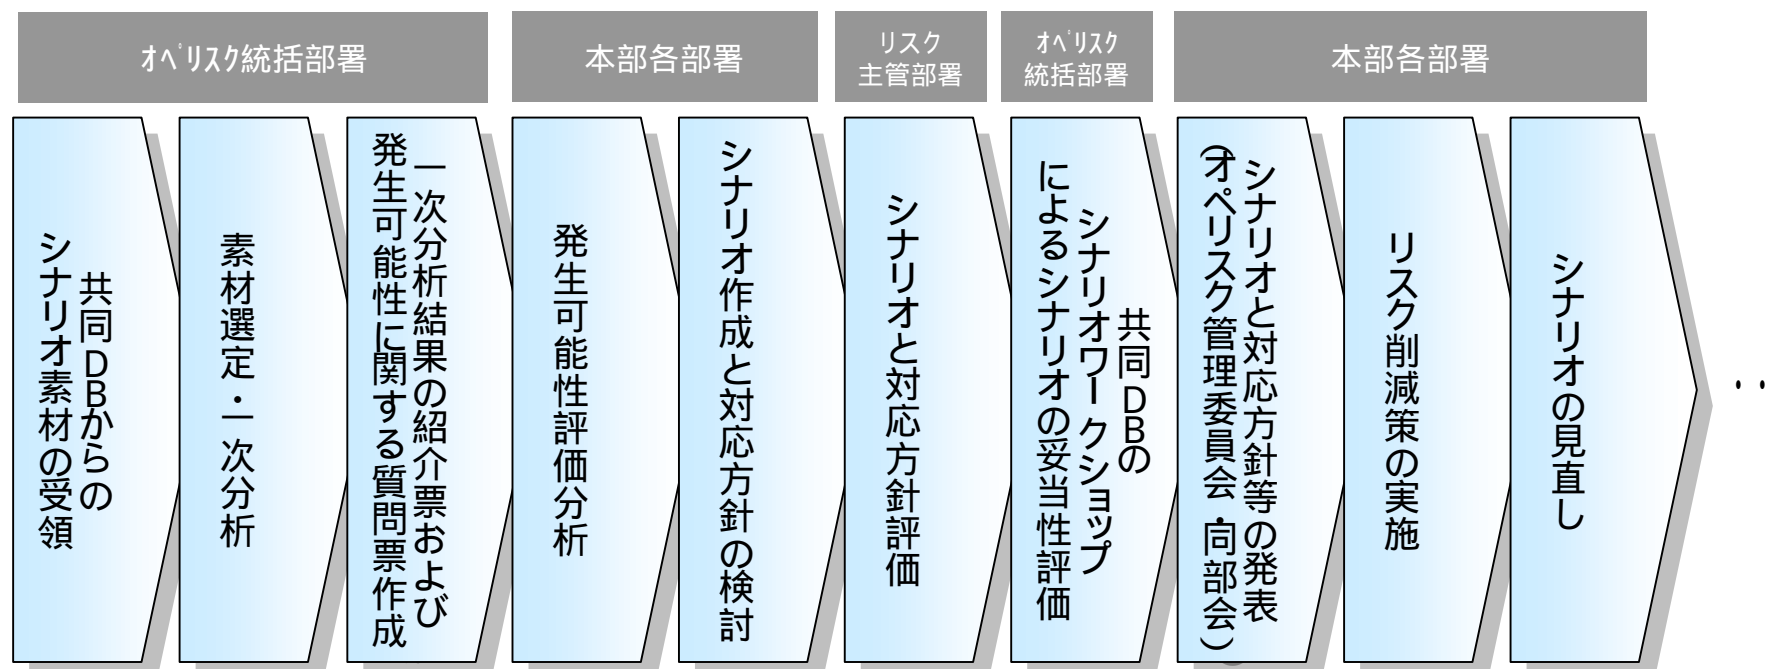 ｵﾍﾟﾘｽｸ統括部署
本部各部署
リスク
主管部署
ｵﾍﾟﾘｽｸ
統括部署
本部各部署
共同DBからの
シナリオ素材の受領
素材選定・一次分析
一次分析結果の紹介票および
発生可能性に関する質問票作成
発生可能性評価分析
シナリオ作成と対応方針の検討
シナリオと対応方針評価
共同DBの
シナリオワークショップ
によるシナリオの妥当性評価
シナリオと対応方針等の発表
(オペリスク管理委員会・同部会)
リスク削減策の実施
シナリオの見直し